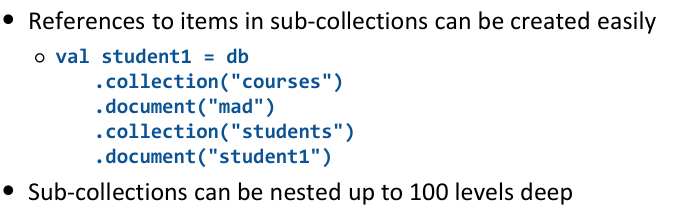 • References to items in sub-collections can be created easily
○ val student1 = db
.collection("courses")
.document("mad")
.collection("students")
.document("student1")
• Sub-collections can be nested up to 100 levels deep